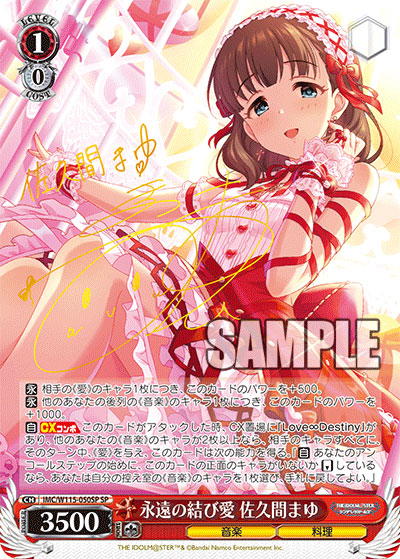 LEVEL
1
0
COST
佐久間まゆ
SAMPLE
永 相手の《愛》のキャラ1枚につき、このカードのパワーを+500。
永 他のあなたの後列の《音楽》のキャラ1枚につき、このカードのパワーを
+1000。
自 CXコンボ このカードがアタックした時、CX置場に「Love∞Destiny」が
あり、他のあなたの《音楽》のキャラが2枚以上なら、相手のキャラすべてに、
そのターン中、《愛》を与え、このカードは次の能力を得る。『自 あなたのア
ンコールステップの始めに、このカードの正面のキャラがいないか【】している
なら、あなたは自分の控え室の《音楽》のキャラを1枚選び、手札に戻してよい。』
CH IMC/W115-050SP SP
3500
永遠の結び愛 佐久間まゆ
音楽
料理
THE IDOLM@STER™& ©Bandai Namco Entertainment Inc.